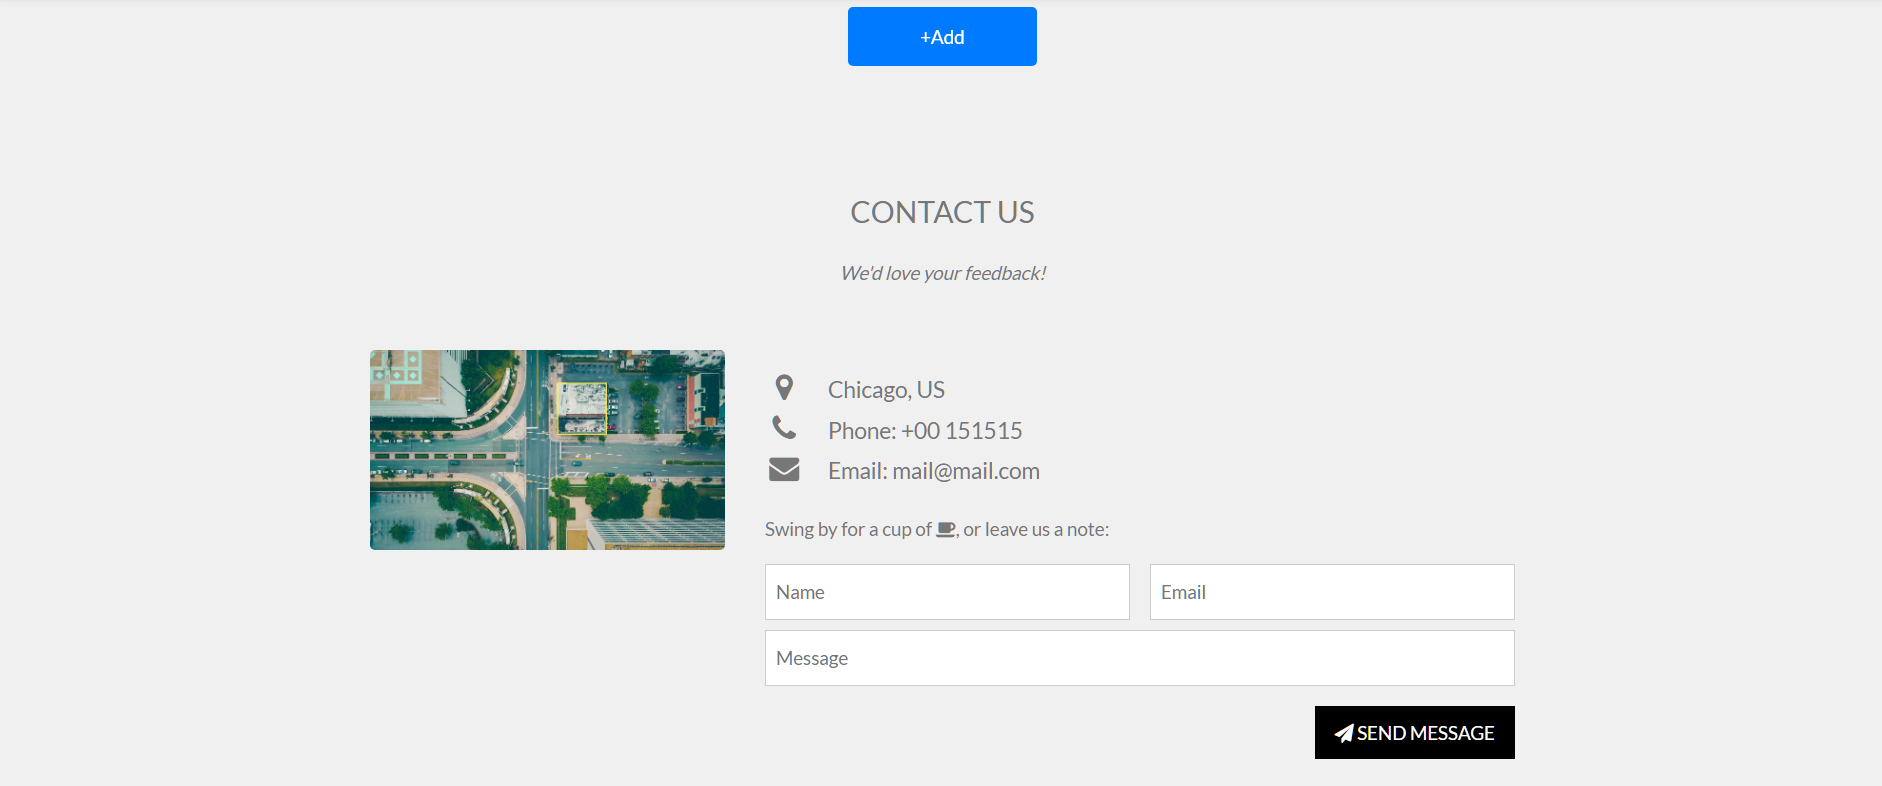 +Add
CONTACT US
We'd love your feedback!
Chicago, US
Phone: +00 151515
Email: mail@mail.com
Swing by for a cup of , or leave us a note:
Name
Email
Message
SEND MESSAGE